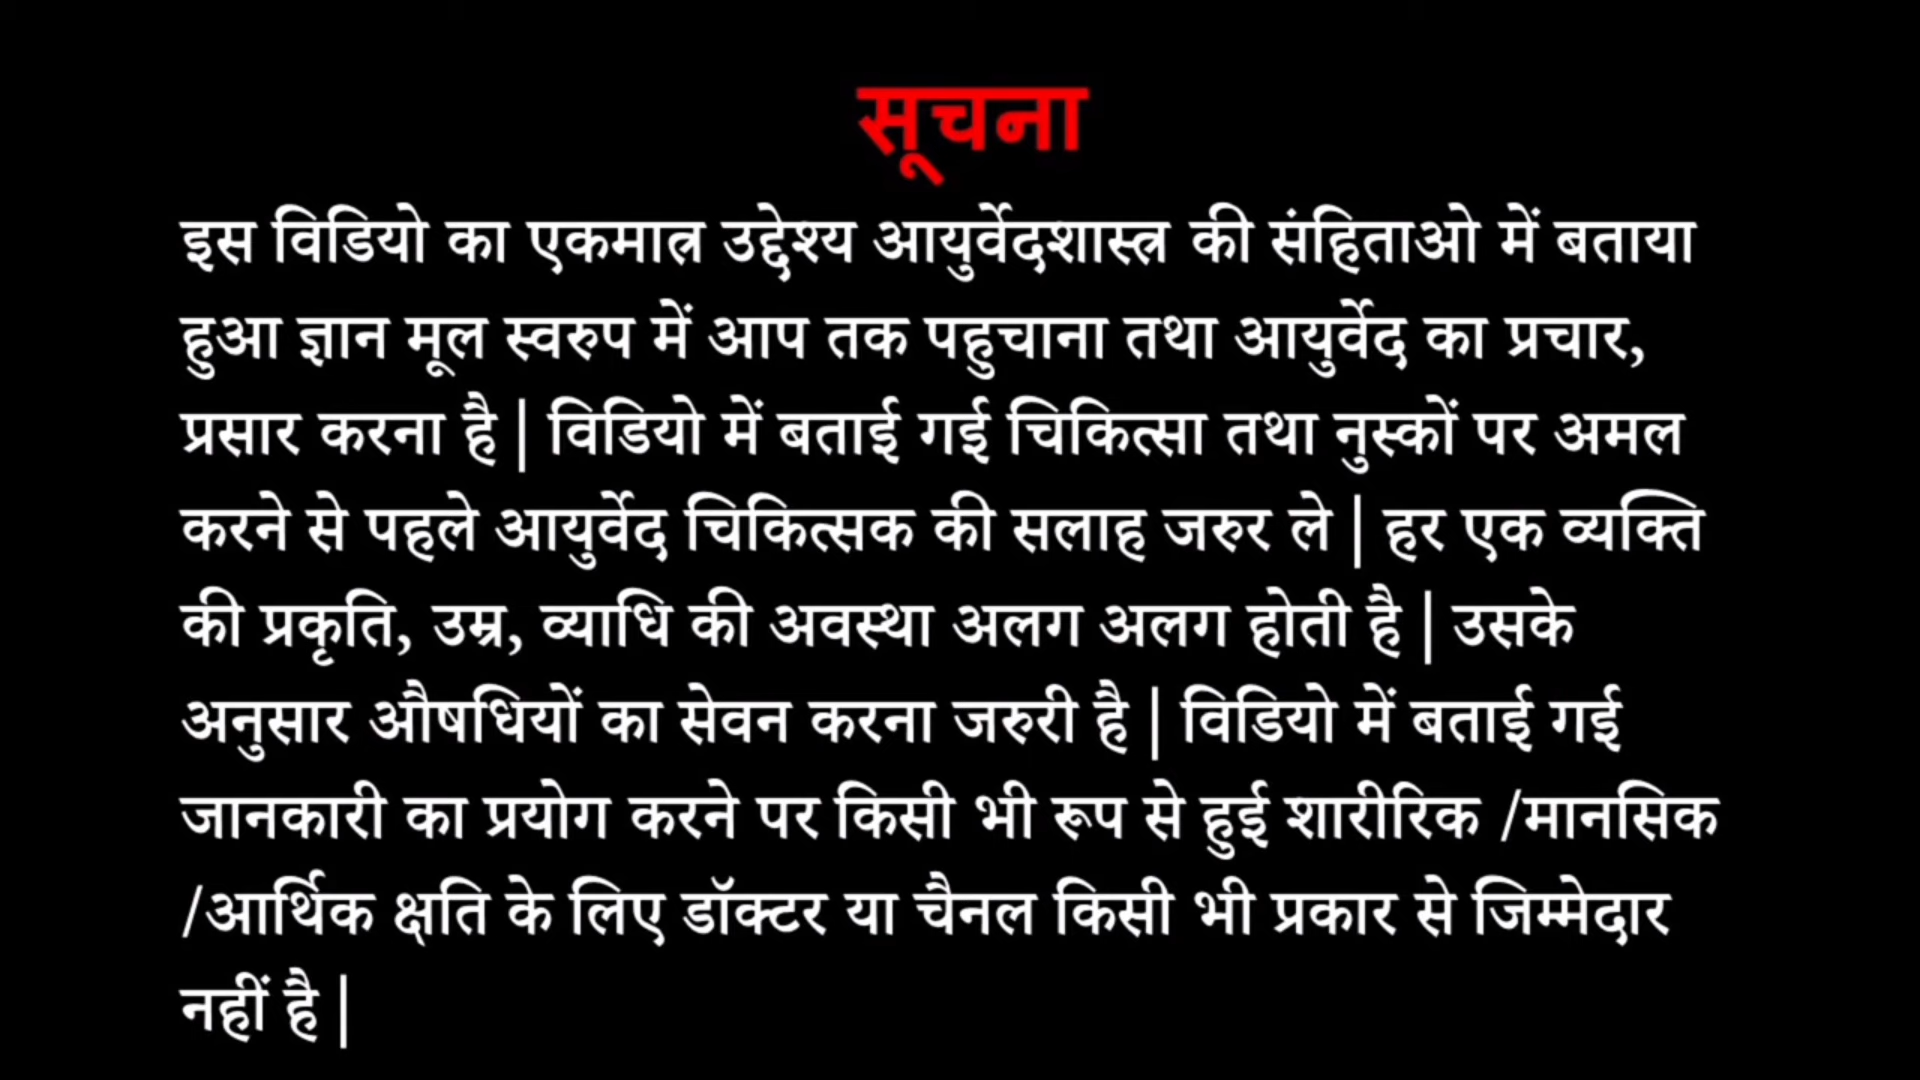 सूचना
इस विडियो का एकमात्र उद्देश्य आयुर्वेदशास्त्र की संहिताओ में बताया
हुआ ज्ञान मूल स्वरुप में आप तक पहुचाना तथा आयुर्वेद का प्रचार,
प्रसार करना है | विडियो में बताई गई चिकित्सा तथा नुस्कों पर अमल
करने से पहले आयुर्वेद चिकित्सक की सलाह जरुर ले | हर एक व्यक्ति
की प्रकृति, उम्र, व्याधि की अवस्था अलग अलग होती है | उसके
अनुसार औषधियों का सेवन करना जरुरी है | विडियो में बताई गई
जानकारी का प्रयोग करने पर किसी भी रूप से हुई शारीरिक /मानसिक
/आर्थिक क्षति के लिए डॉक्टर या चैनल किसी भी प्रकार से जिम्मेदार
नहीं है |